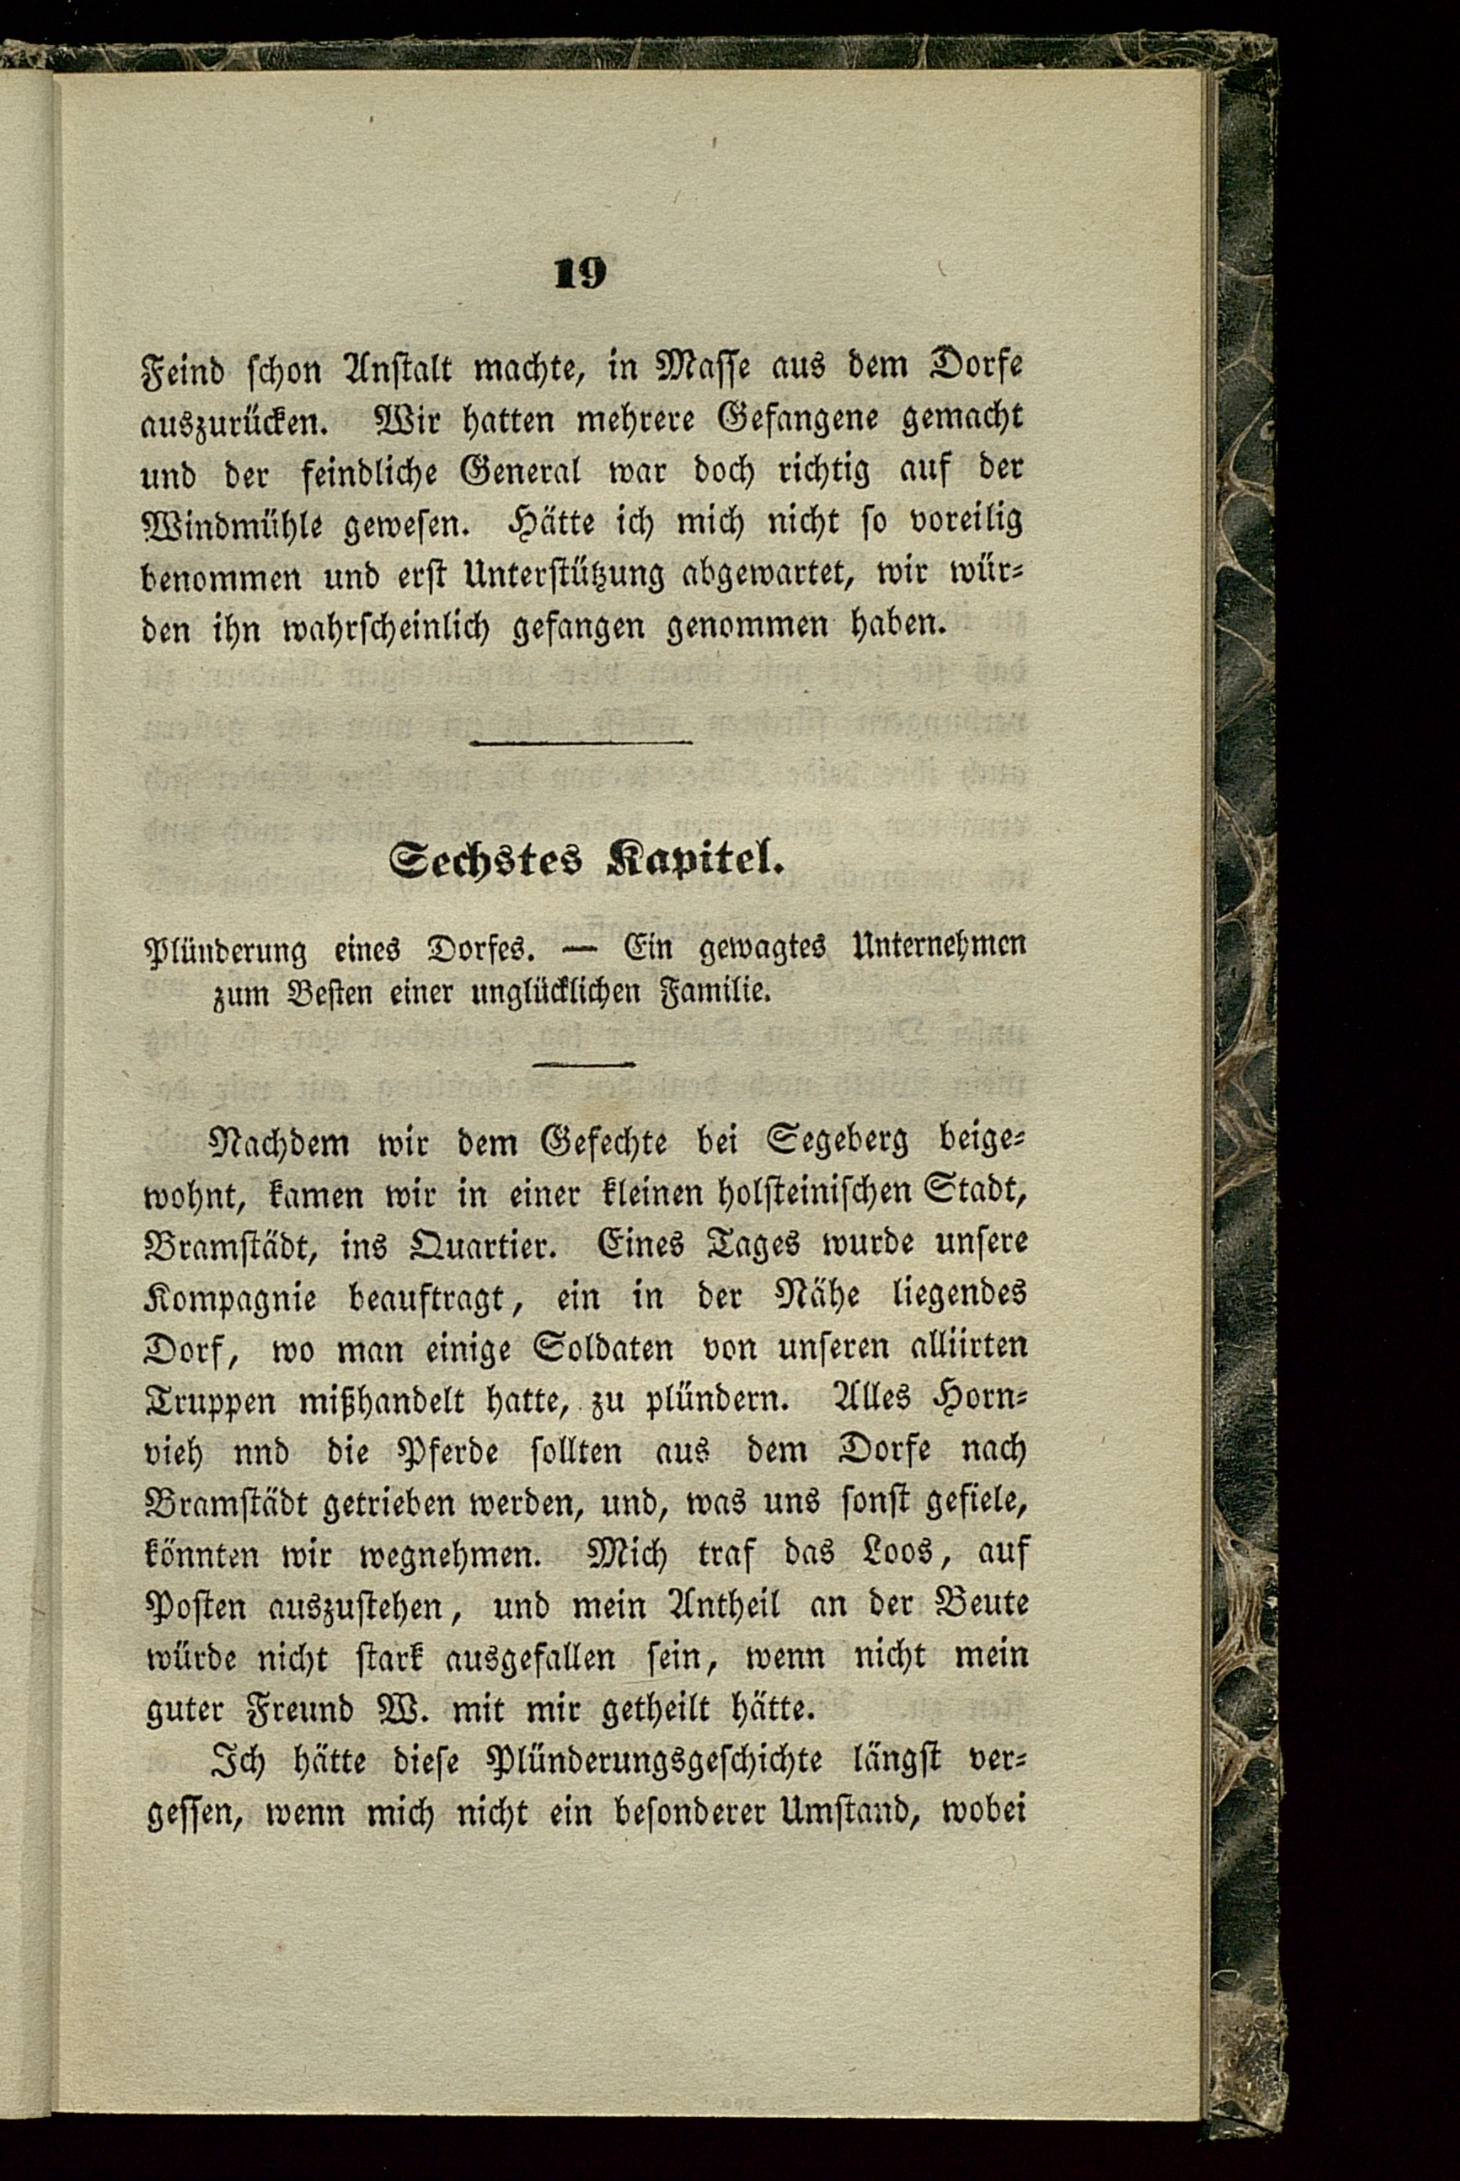 19
Feind schon Anstalt machte, in Masse aus dem Dorfe
auszurücken. Wir hatten mehrere Gefangene gemacht
und der feindliche General war doch richtig auf der
Windmühle gewesen. Hätte ich mich nicht so voreilig
benommen und erst Unterstützung abgewartet, wir wür-
den ihn wahrscheinlich gefangen genommen haben.
Sechstes Kapitel.
Plünderung eines Dorfes. — Ein gewagtes Unternehmen
zum Besten einer unglücklichen Familie.
Nachdem wir dem Gefechte bei Segeberg beige-
wohnt, kamen wir in einer kleinen holsteinischen Stadt,
Bramstädt, ins Quartier. Eines Tages wurde unsere
Kompagnie beauftragt, ein in der Nähe liegendes
Dorf, wo man einige Soldaten von unseren alliirten
Truppen mißhandelt hatte, zu plündern. Alles Horn-
vieh nnd die Pferde sollten aus dem Dorfe nach
Bramstädt getrieben werden, und, was uns sonst gefiele,
könnten wir wegnehmen. Mich traf das Loos, auf
Posten auszustehen, und mein Antheil an der Beute
würde nicht stark ausgefallen sein, wenn nicht mein
guter Freund W. mit mir getheilt hätte.
Ich hätte diese Plünderungsgeschichte längst ver-
gessen, wenn mich nicht ein besonderer Umstand, wobei